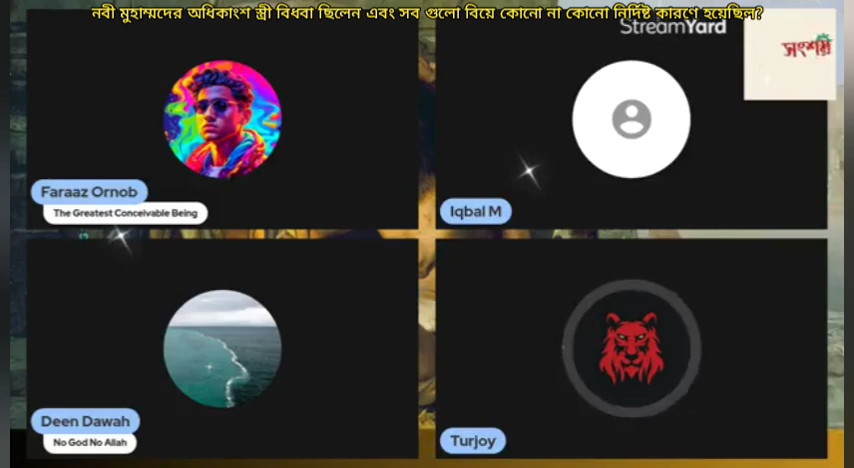 নবী মুহাম্মদের অধিকাংশ স্ত্রী বিধবা ছিলেন এবং সব গুলো বিয়ে কোনো না কোনো নির্দিষ্ট কারণে হয়েছিল?
StreamYard
সংশয়
Faraaz Ornob
The Greatest Conceivable Being
Iqbal M
Deen Dawah
No God No Allah
Turjoy